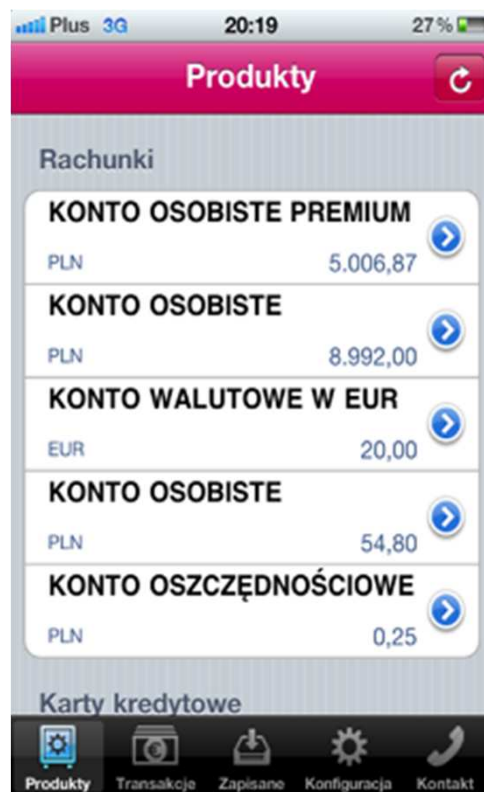 Plus 3G 20:19 27%
Produkty
Rachunki
KONTO OSOBISTE PREMIUM
PLN 5.006,87
KONTO OSOBISTE
PLN 8.992,00
KONTO WALUTOWE W EUR
EUR 20,00
KONTO OSOBISTE
PLN 54,80
KONTO OSZCZĘDNOŚCIOWE
PLN 0,25
Karty kredytowe
Produkty Transakcje Zapisane Konfiguracja Kontakt